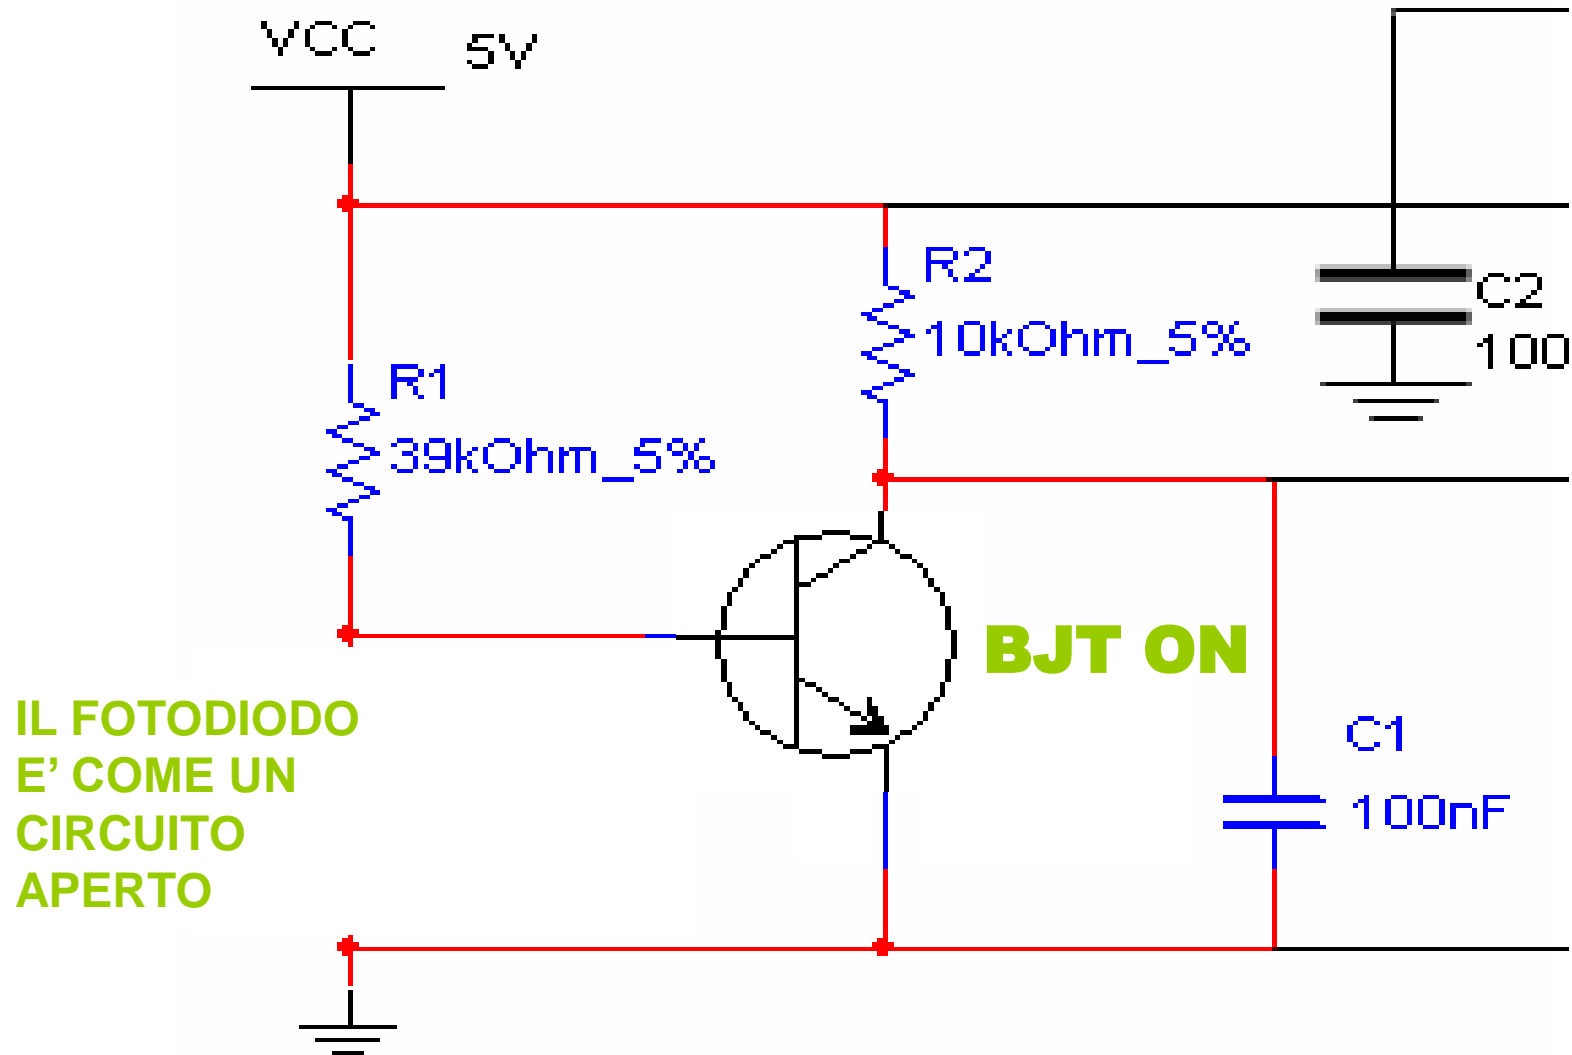 VCC
5V
R2
10kOhm_5%
C2
100
R1
39kOhm_5%
BJT ON
IL FOTODIODO
E’ COME UN
CIRCUITO
APERTO
C1
100nF